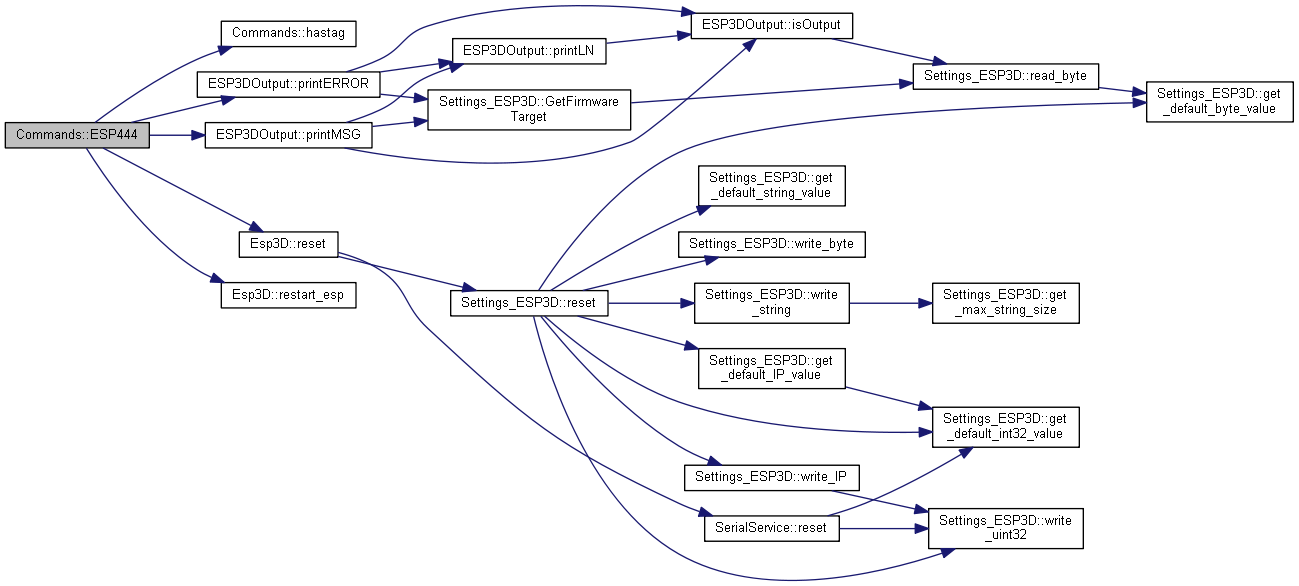 Commands::ESP444
Commands::hastag
ESP3DOutput::printERROR
ESP3DOutput::printMSG
Esp3D::reset
Esp3D::restart_esp
ESP3DOutput::printLN
Settings_ESP3D::GetFirmware
Target
Settings_ESP3D::reset
ESP3DOutput::isOutput
Settings_ESP3D::get
_default_string_value
Settings_ESP3D::write_byte
Settings_ESP3D::write
_string
Settings_ESP3D::get
_default_IP_value
Settings_ESP3D::write_IP
SerialService::reset
Settings_ESP3D::read_byte
Settings_ESP3D::get
_max_string_size
Settings_ESP3D::get
_default_int32_value
Settings_ESP3D::write
_uint32
Settings_ESP3D::get
_default_byte_value